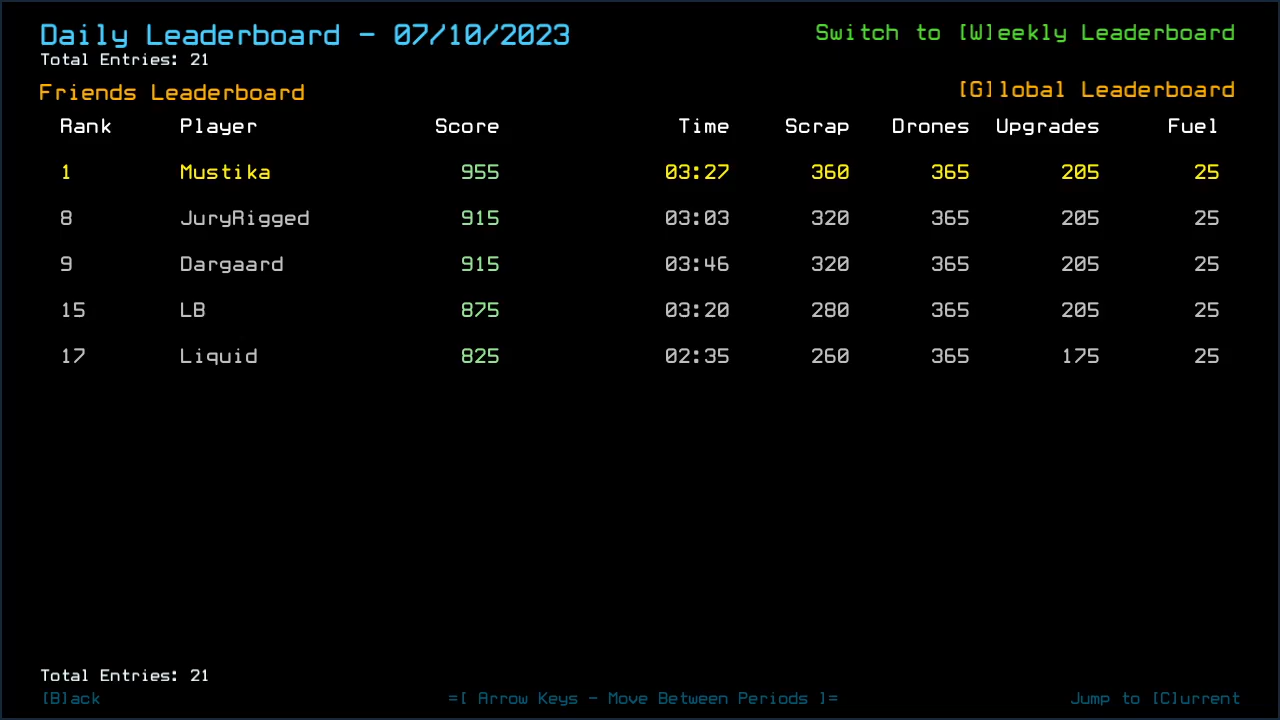 Daily Leaderboard - 07/10/2023 Switch to [W]eekly Leaderboard
Total Entries: 21
Friends Leaderboard [G]lobal Leaderboard
Rank Player Score Time Scrap Drones Upgrades Fuel
1 Mustika 955 03:27 360 365 205 25
8 JuryRigged 915 03:03 320 365 205 25
9 Dargaard 915 03:46 320 365 205 25
15 LB 875 03:20 280 365 205 25
17 Liquid 825 02:35 260 365 175 25
Total Entries: 21
[B]ack =[ Arrow Keys - Move Between Periods ]= Jump to [C]urrent